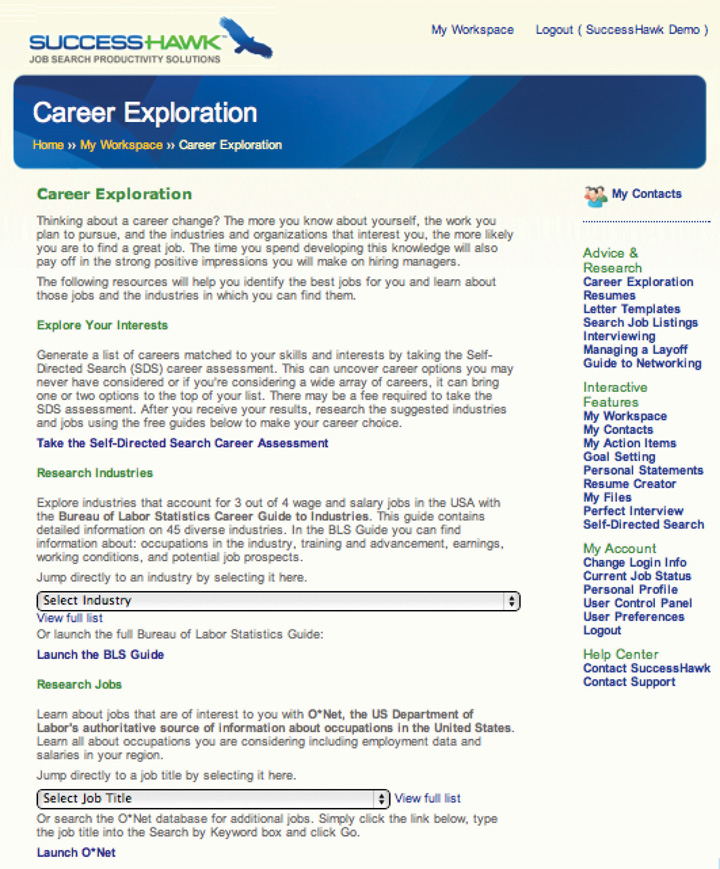 SUCCESSHAWK™
JOB SEARCH PRODUCTIVITY SOLUTIONS
My Workspace Logout ( SuccessHawk Demo )
Career Exploration
Home ›› My Workspace ›› Career Exploration
Career Exploration
Thinking about a career change? The more you know about yourself, the work you
plan to pursue, and the industries and organizations that interest you, the more likely
you are to find a great job. The time you spend developing this knowledge will also
pay off in the strong positive impressions you will make on hiring managers.
The following resources will help you identify the best jobs for you and learn about
those jobs and the industries in which you can find them.
Explore Your Interests
Generate a list of careers matched to your skills and interests by taking the Self-
Directed Search (SDS) career assessment. This can uncover career options you may
never have considered or if you're considering a wide array of careers, it can bring
one or two options to the top of your list. There may be a fee required to take the
SDS assessment. After you receive your results, research the suggested industries
and jobs using the free guides below to make your career choice.
Take the Self-Directed Search Career Assessment
Research Industries
Explore industries that account for 3 out of 4 wage and salary jobs in the USA with
the Bureau of Labor Statistics Career Guide to Industries. This guide contains
detailed information on 45 diverse industries. In the BLS Guide you can find
information about: occupations in the industry, training and advancement, earnings,
working conditions, and potential job prospects.
Jump directly to an industry by selecting it here.
Select Industry
View full list
Or launch the full Bureau of Labor Statistics Guide:
Launch the BLS Guide
Research Jobs
Learn about jobs that are of interest to you with O*Net, the US Department of
Labor's authoritative source of information about occupations in the United States.
Learn all about occupations you are considering including employment data and
salaries in your region.
Jump directly to a job title by selecting it here.
Select Job Title View full list
Or search the O*Net database for additional jobs. Simply click the link below, type
the job title into the Search by Keyword box and click Go.
Launch O*Net
My Contacts
Advice &
Research
Career Exploration
Resumes
Letter Templates
Search Job Listings
Interviewing
Managing a Layoff
Guide to Networking
Interactive
Features
My Workspace
My Contacts
My Action Items
Goal Setting
Personal Statements
Resume Creator
My Files
Perfect Interview
Self-Directed Search
My Account
Change Login Info
Current Job Status
Personal Profile
User Control Panel
User Preferences
Logout
Help Center
Contact SuccessHawk
Contact Support